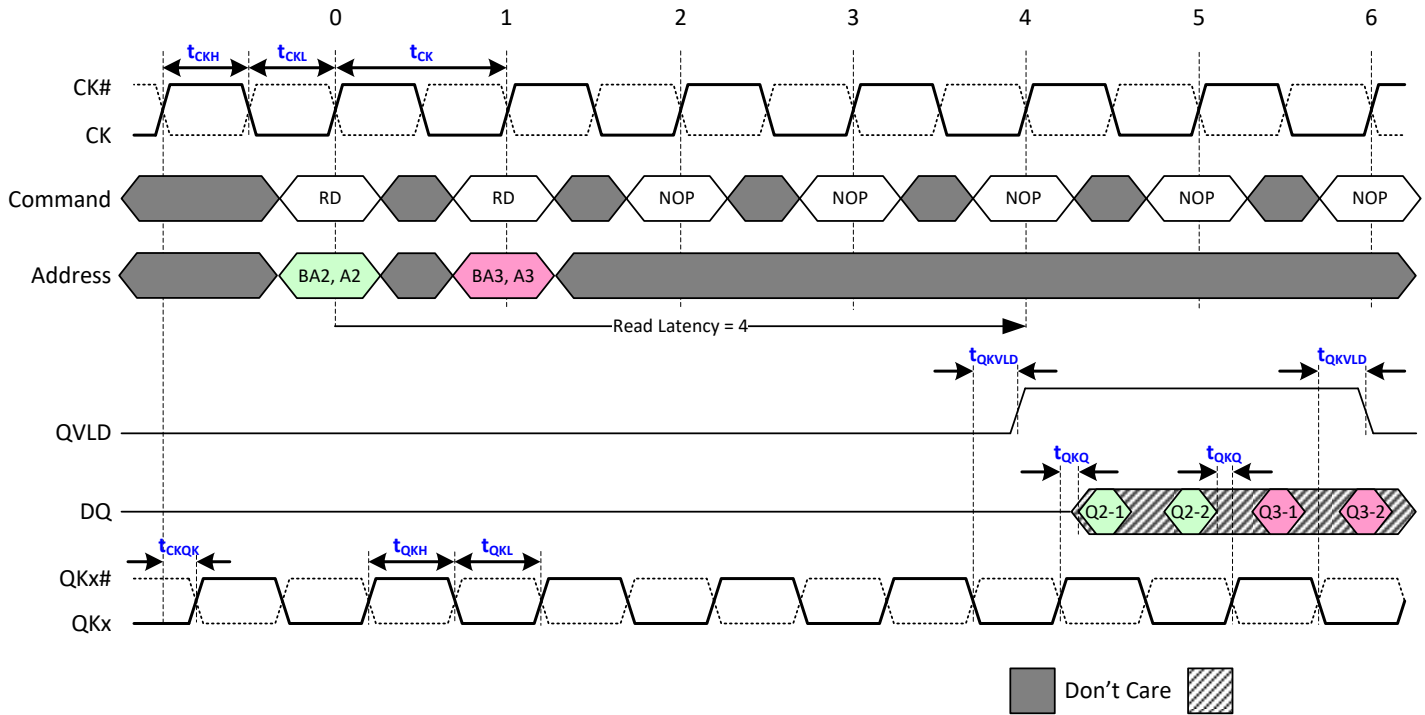 0 1 2 3 4 5 6
tCKH tCKL tCK
CK#
CK
Command RD RD NOP NOP NOP NOP NOP
Address BA2, A2 BA3, A3
Read Latency = 4
tQKVLD tQKVLD
QVLD
tQKQ tQKQ
DQ Q2-1 Q2-2 Q3-1 Q3-2
tCKQK tQKH tQKL
QKx#
QKx
Don't Care